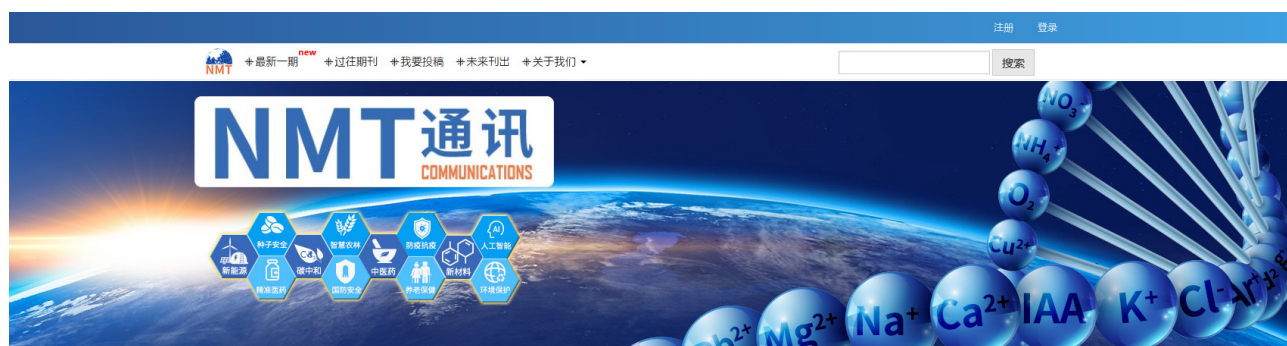 注册 登录
NMT +最新一期 new +过往期刊 +我要投稿 +未来刊出 +关于我们 搜索
NMT通讯
COMMUNICATIONS
种子安全 智慧农林 防疫抗疫 AI 人工智能
新能源 碳中和 中医药 新材料
精准医药 国防安全 养老保健 环境保护
NO₃⁻
NH₄⁺
O₂
Cu²⁺
Mg²⁺ Na⁺ Ca²⁺ IAA K⁺ Cl⁻